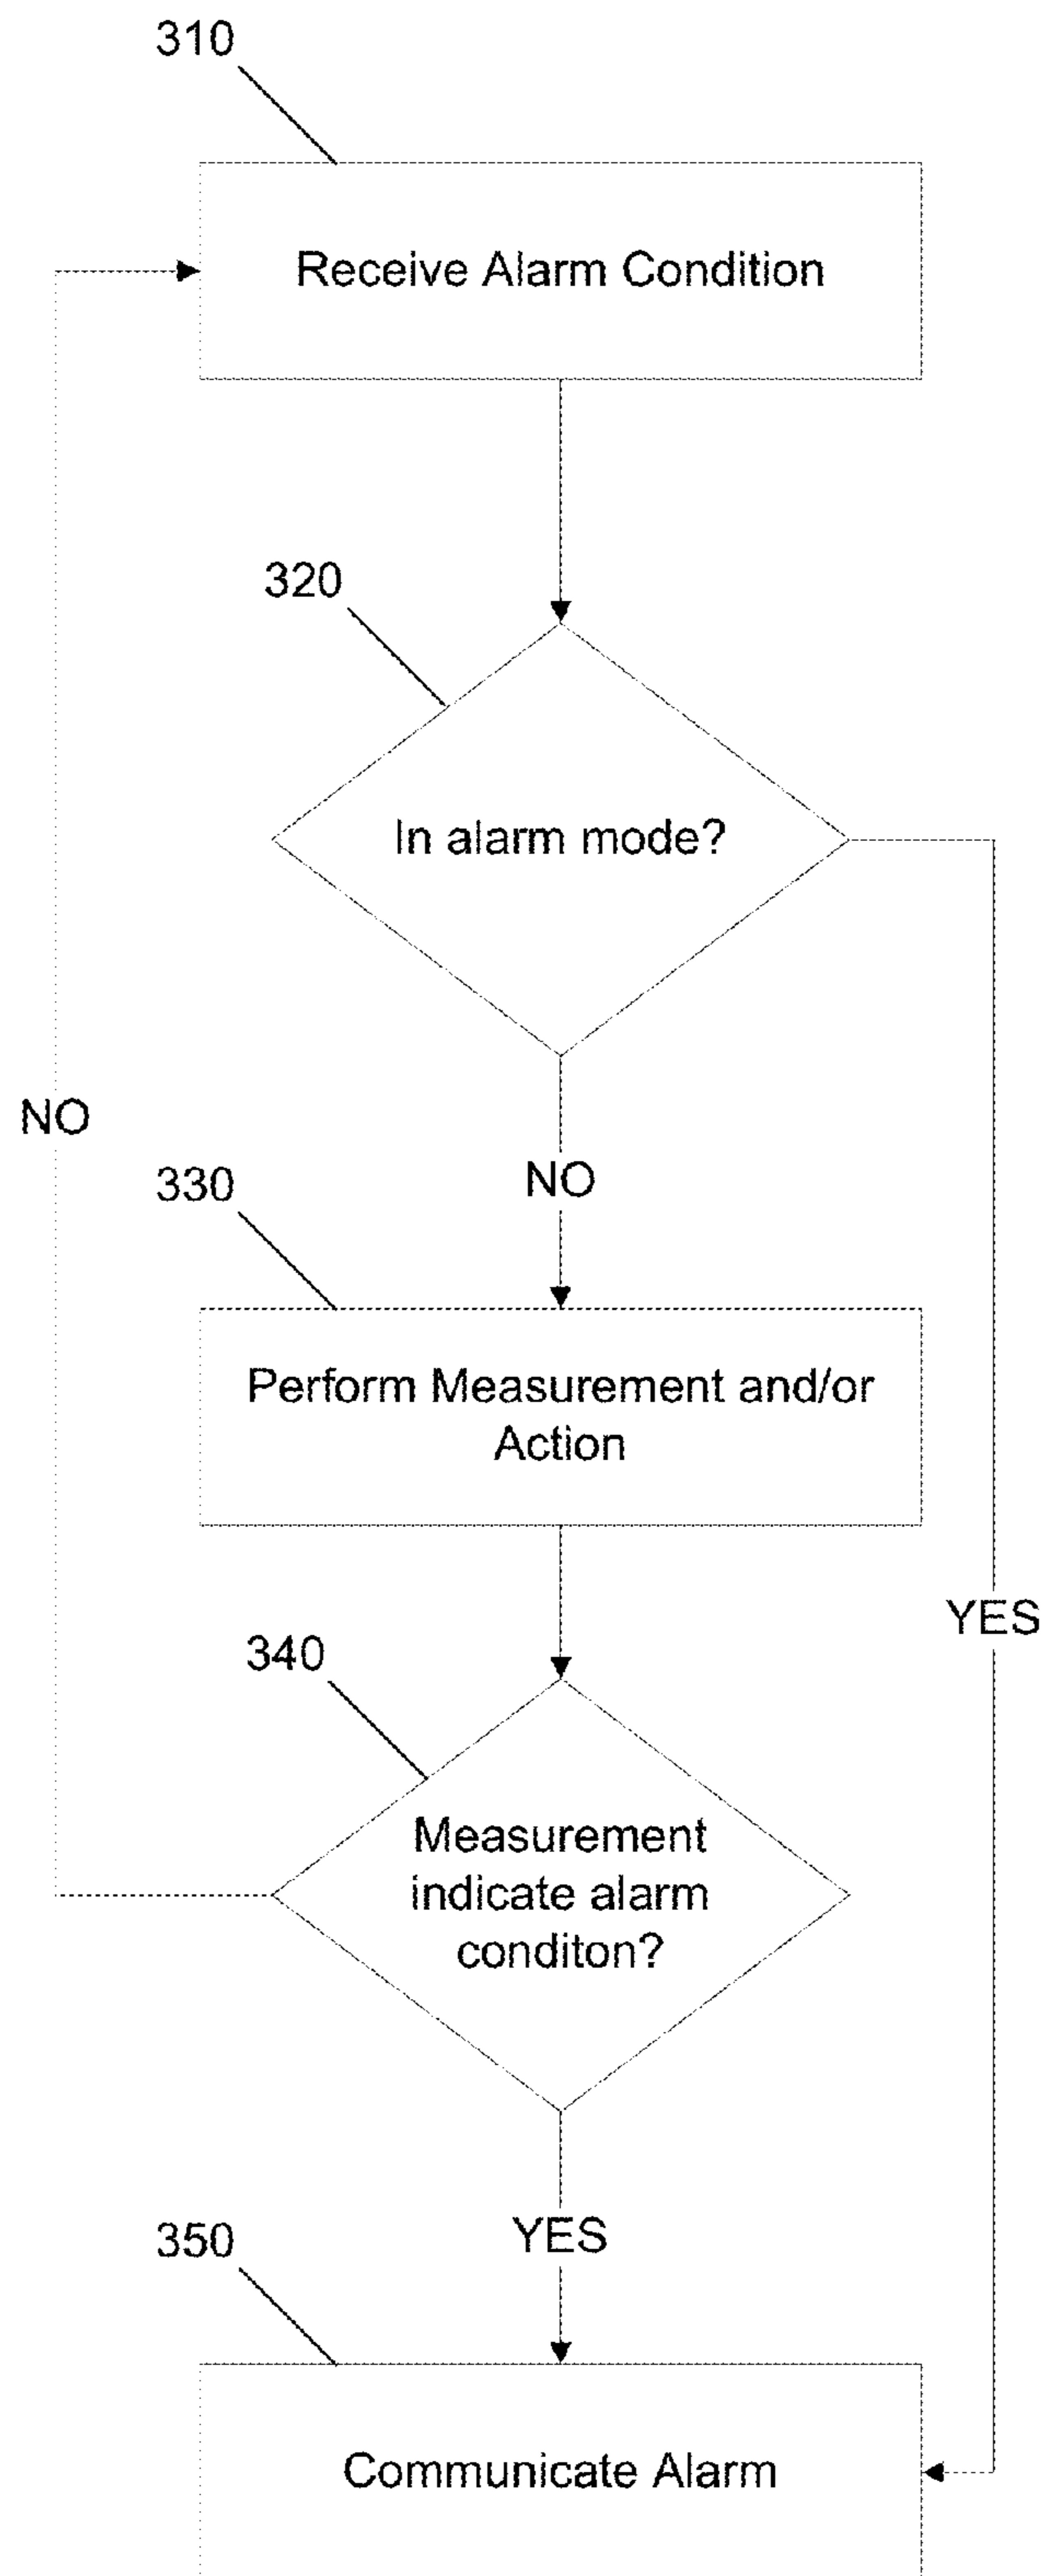 310
Receive Alarm Condition
320
In alarm mode?
NO
NO
330
Perform Measurement and/or
Action
YES
340
Measurement
indicate alarm
conditon?
YES
350
Communicate Alarm